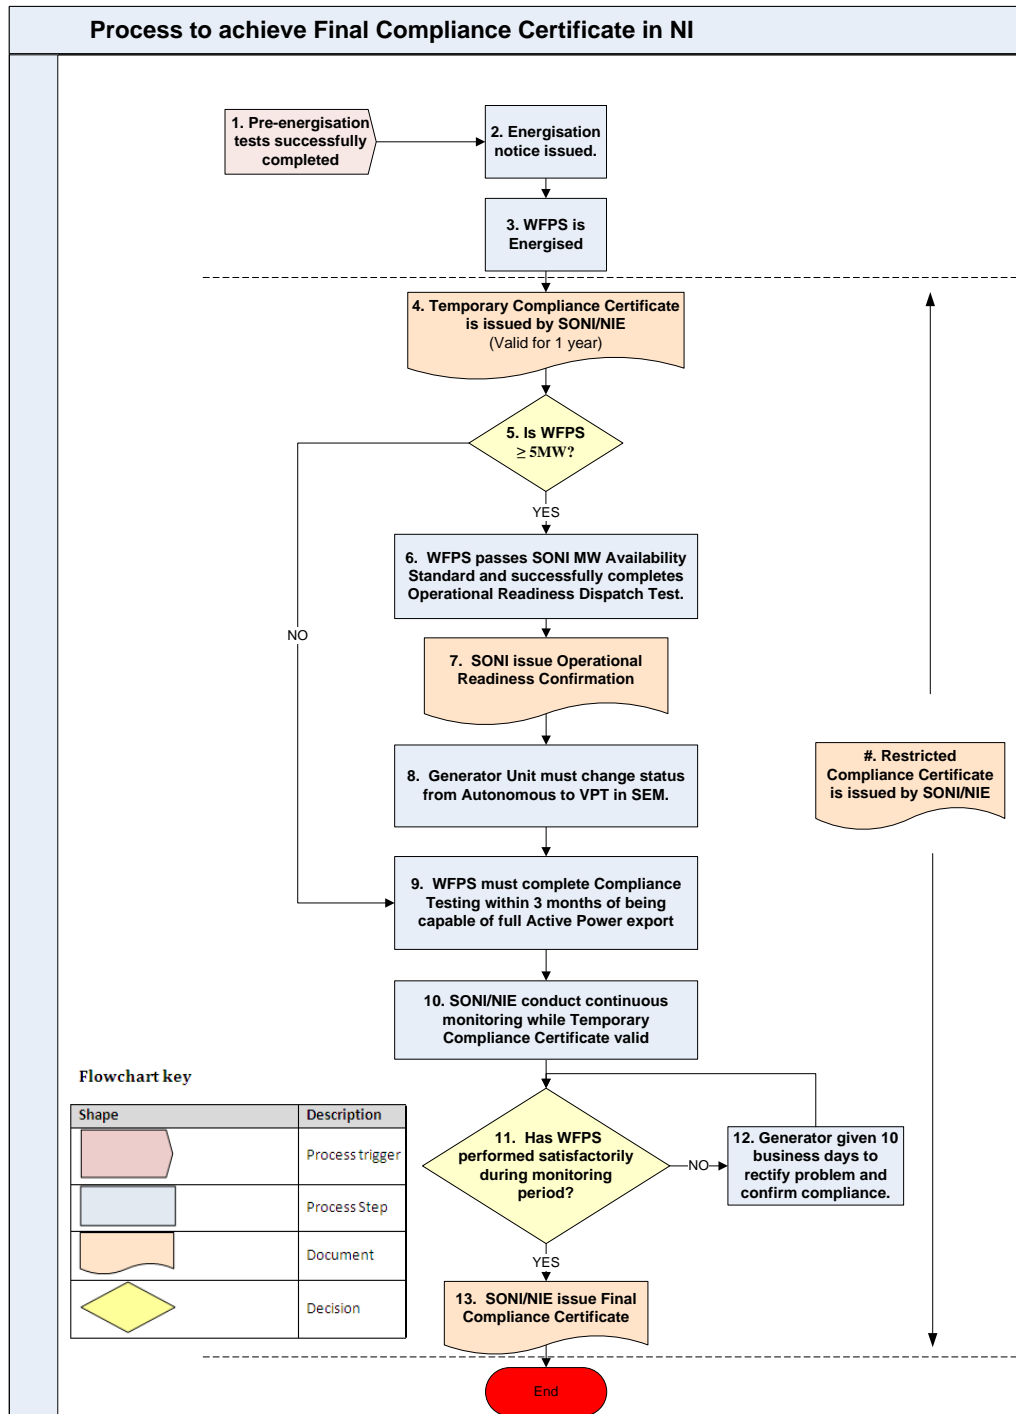 Process to achieve Final Compliance Certificate in NI
1. Pre-energisation
tests successfully
completed
2. Energisation
notice issued.
3. WFPS is
Energised
4. Temporary Compliance Certificate
is issued by SONI/NIE
(Valid for 1 year)
5. Is WFPS
≥ 5MW?
YES
NO
6. WFPS passes SONI MW Availability
Standard and successfully completes
Operational Readiness Dispatch Test.
7. SONI issue Operational
Readiness Confirmation
8. Generator Unit must change status
from Autonomous to VPT in SEM.
#. Restricted
Compliance Certificate
is issued by SONI/NIE
9. WFPS must complete Compliance
Testing within 3 months of being
capable of full Active Power export
10. SONI/NIE conduct continuous
monitoring while Temporary
Compliance Certificate valid
11. Has WFPS
performed satisfactorily
during monitoring
period?
NO
12. Generator given 10
business days to
rectify problem and
confirm compliance.
YES
13. SONI/NIE issue Final
Compliance Certificate
End
Flowchart key
Shape Description
Process trigger
Process Step
Document
Decision